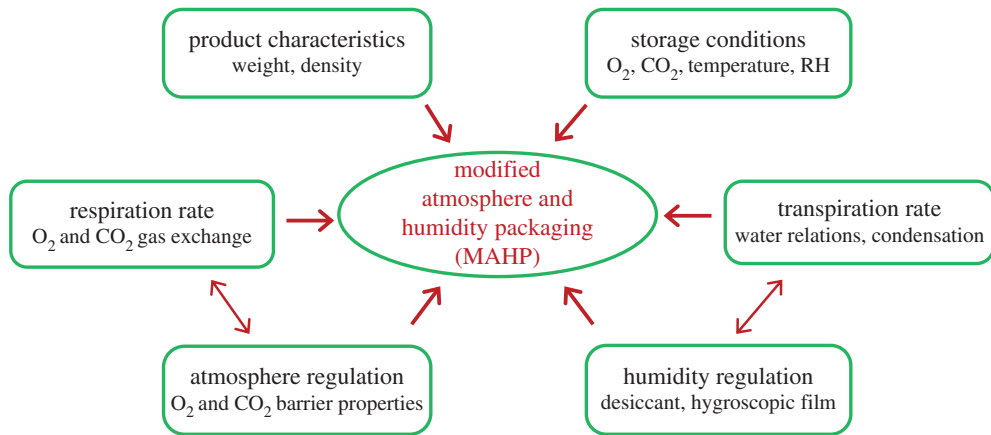 product characteristics
weight, density
storage conditions
O₂, CO₂, temperature, RH
modified
atmosphere and
humidity packaging
(MAHP)
respiration rate
O₂ and CO₂ gas exchange
transpiration rate
water relations, condensation
atmosphere regulation
O₂ and CO₂ barrier properties
humidity regulation
desiccant, hygroscopic film